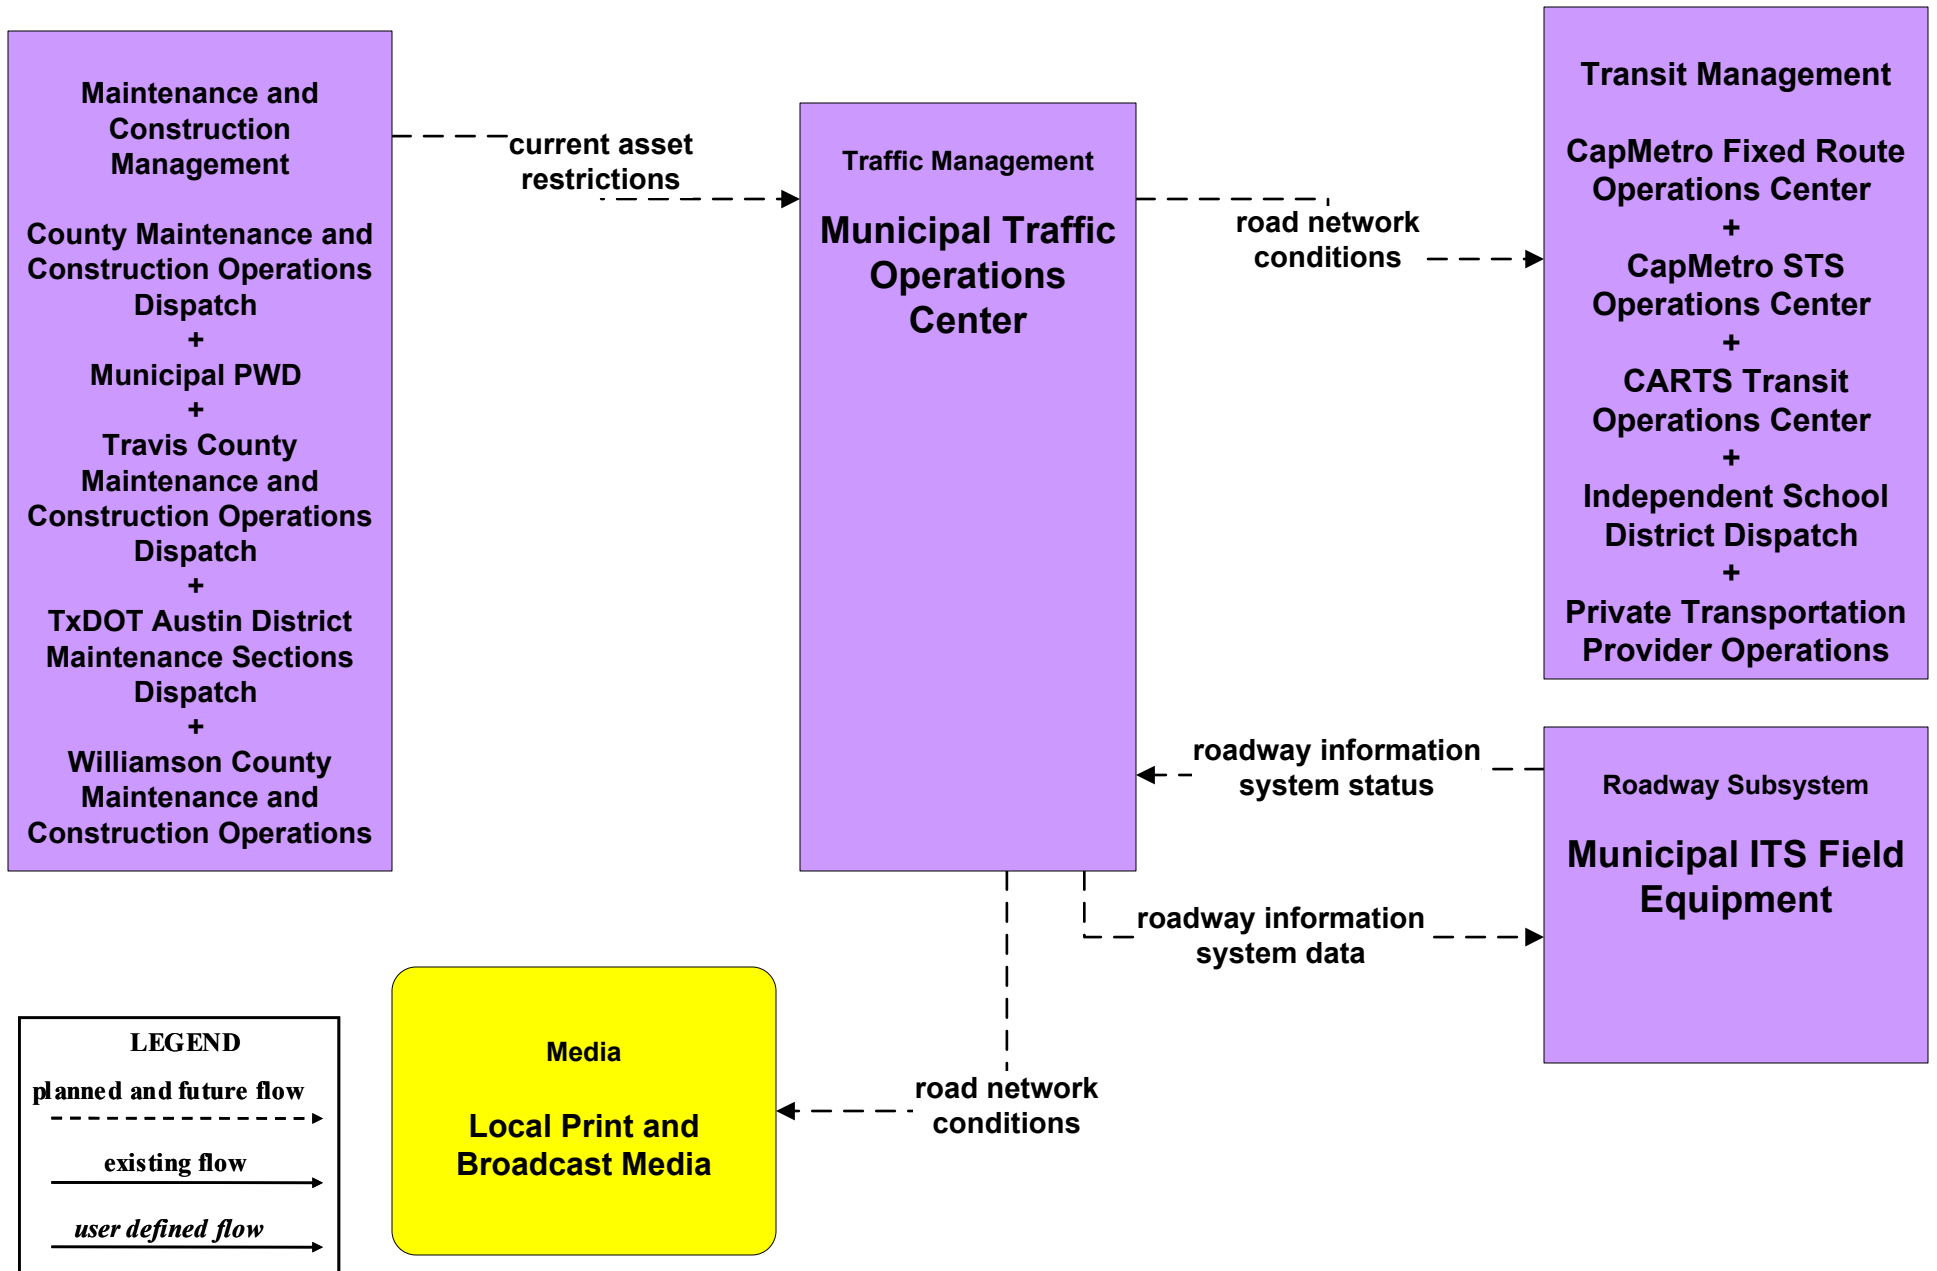 Maintenance and
Construction
Management
County Maintenance and
Construction Operations
Dispatch
+
Municipal PWD
+
Travis County
Maintenance and
Construction Operations
Dispatch
+
TxDOT Austin District
Maintenance Sections
Dispatch
+
Williamson County
Maintenance and
Construction Operations
current asset
restrictions
Traffic Management
Municipal Traffic
Operations
Center
road network
conditions
Transit Management
CapMetro Fixed Route
Operations Center
+
CapMetro STS
Operations Center
+
CARTS Transit
Operations Center
+
Independent School
District Dispatch
+
Private Transportation
Provider Operations
roadway information
system status
Roadway Subsystem
Municipal ITS Field
Equipment
roadway information
system data
Media
Local Print and
Broadcast Media
road network
conditions
LEGEND
planned and future flow
existing flow
user defined flow